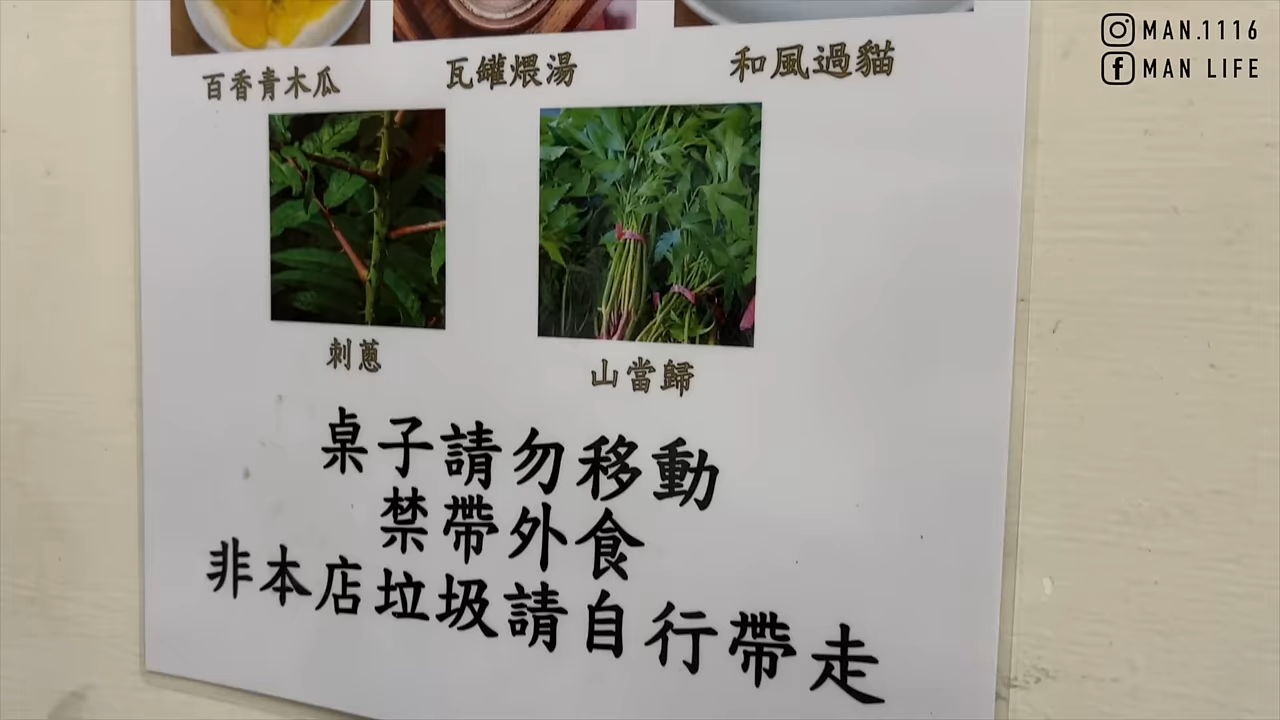 MAN.1116
MAN LIFE
百香青木瓜
瓦罐煨湯
和風過貓
刺蔥
山當歸
桌子請勿移動
禁帶外食
非本店垃圾請自行帶走